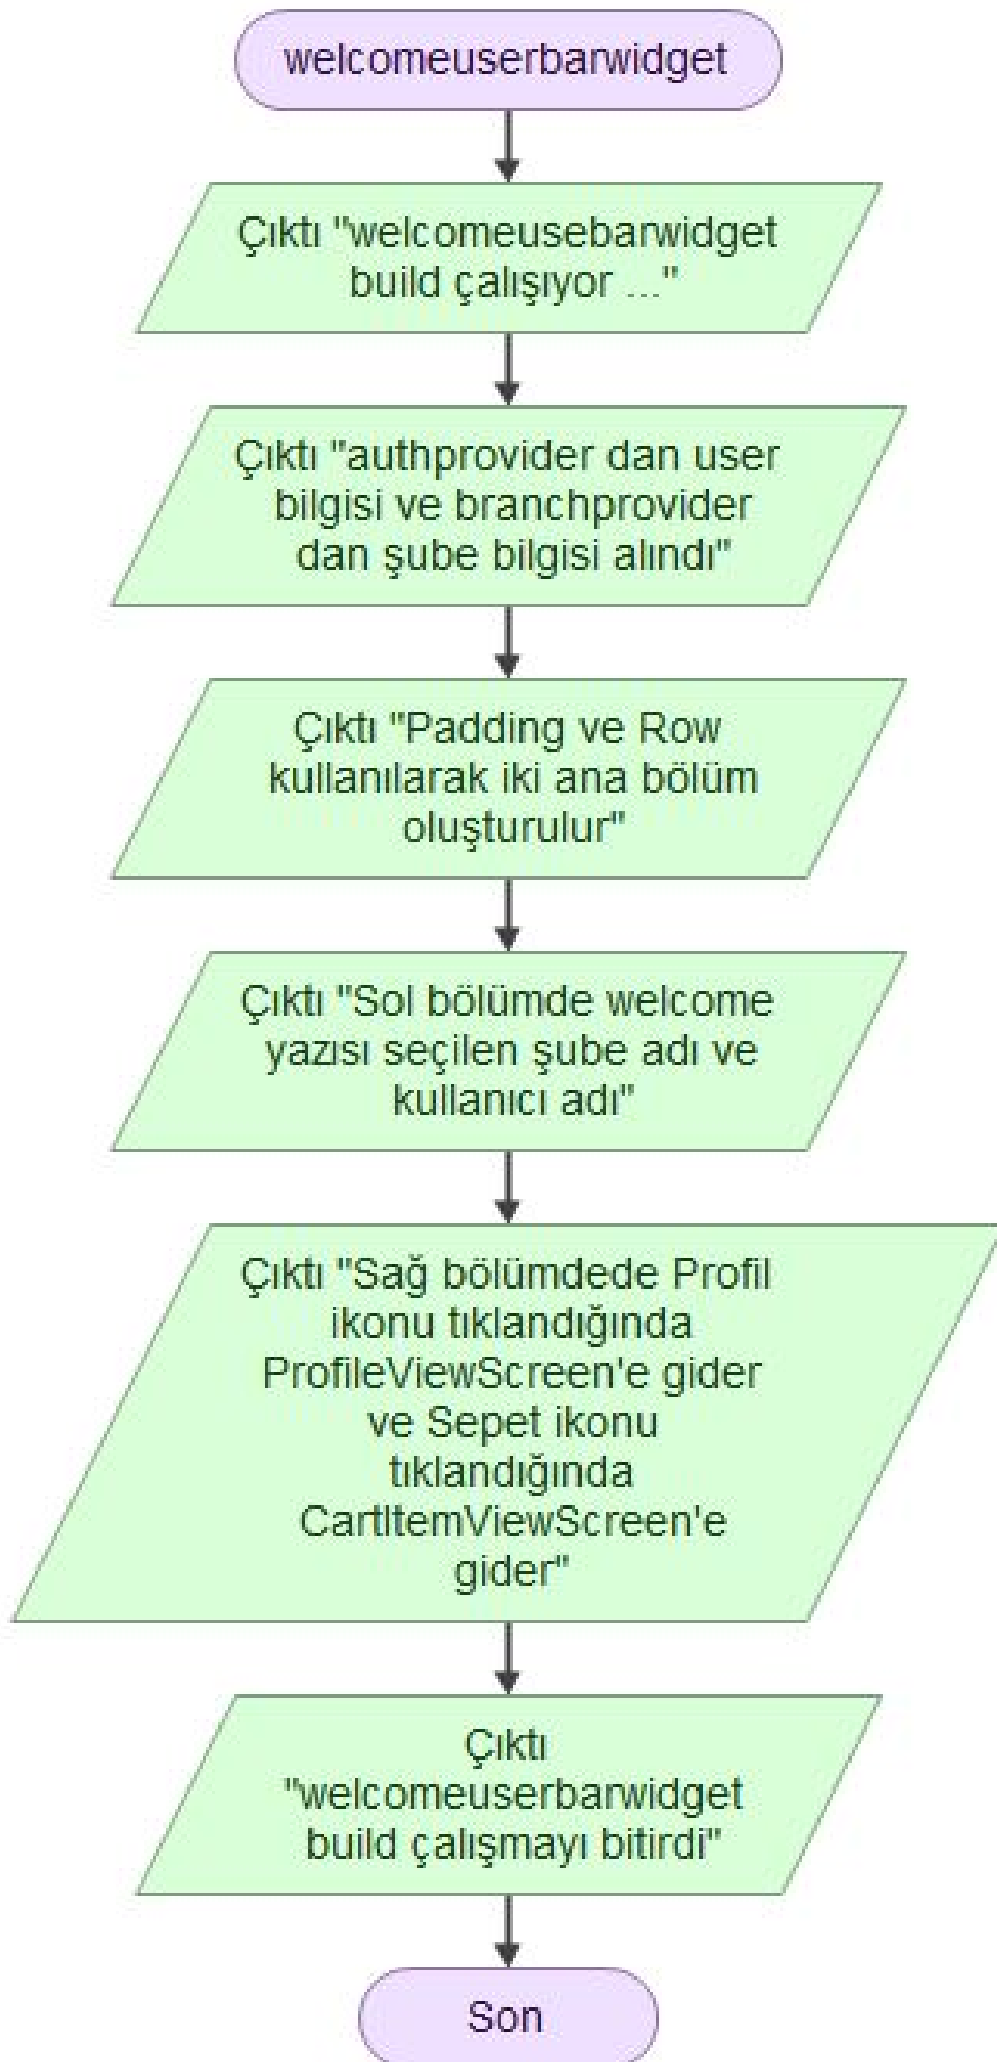 welcomeuserbarwidget
Çıktı "welcomeusebarwidget
build çalışıyor ..."
Çıktı "authprovider dan user
bilgisi ve branchprovider
dan şube bilgisi alındı"
Çıktı "Padding ve Row
kullanılarak iki ana bölüm
oluşturulur"
Çıktı "Sol bölümde welcome
yazısı seçilen şube adı ve
kullanıcı adı"
Çıktı "Sağ bölümdede Profil
ikonu tıklandığında
ProfileViewScreen'e gider
ve Sepet ikonu
tıklandığında
CartItemViewScreen'e
gider"
Çıktı
"welcomeuserbarwidget
build çalışmayı bitirdi"
Son